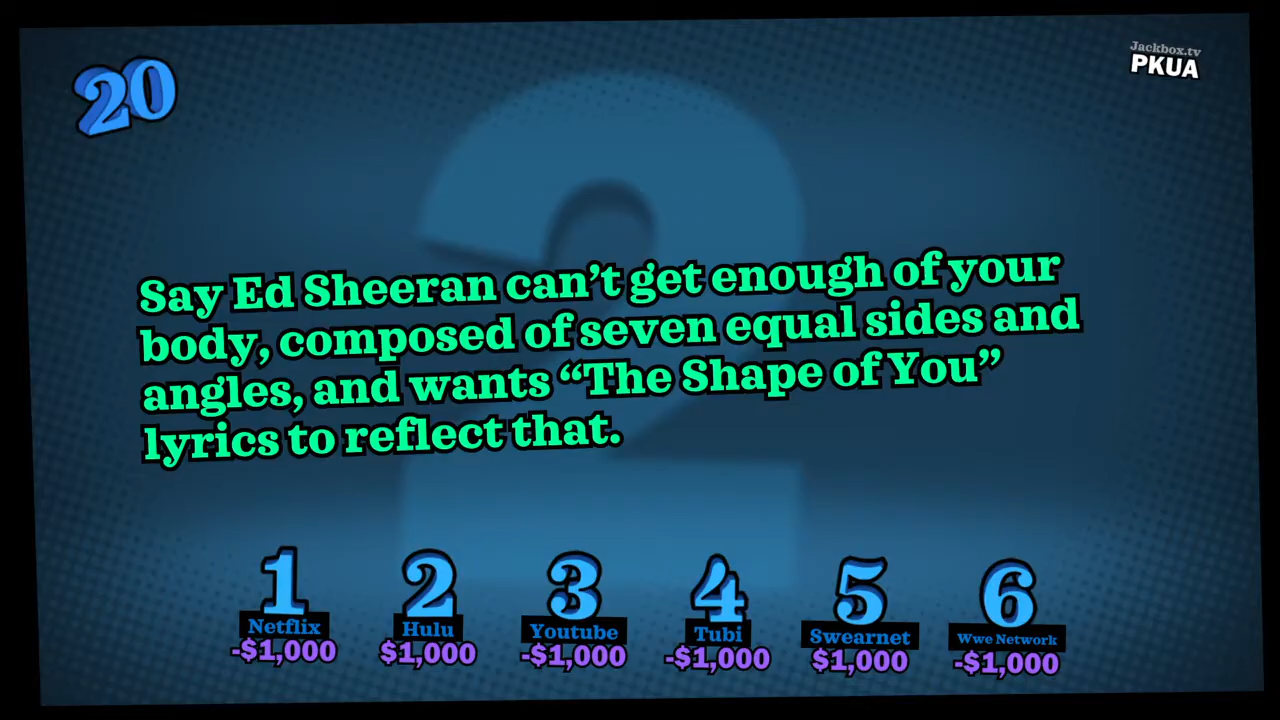 20
Jackbox.tv
PKUA
2
Say Ed Sheeran can’t get enough of your
body, composed of seven equal sides and
angles, and wants “The Shape of You”
lyrics to reflect that.
1 2 3 4 5 6
Netflix Hulu Youtube Tubi Swearnet Wwe Network
-$1,000 $1,000 -$1,000 -$1,000 $1,000 -$1,000